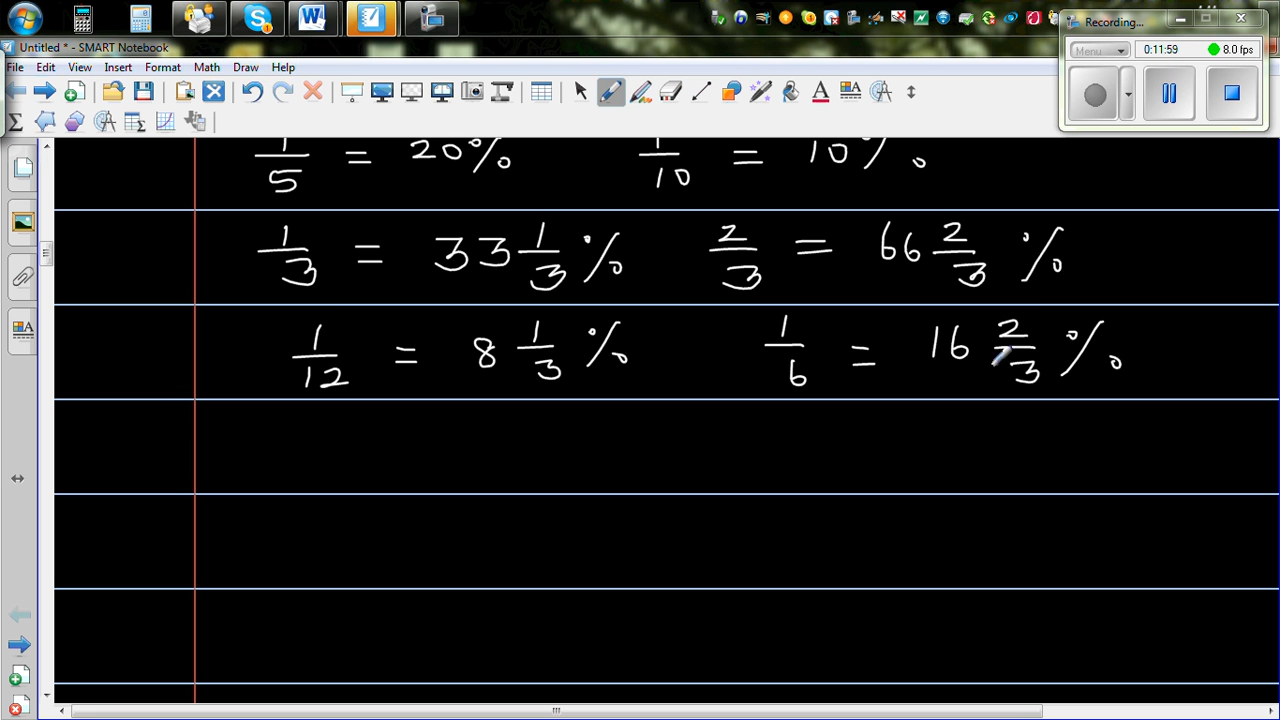 Recording...
Untitled * - SMART Notebook
Menu 0:11:59 8.0 fps
File Edit View Insert Format Math Draw Help
1/5 = 20% 1/10 = 10%
1/3 = 33 1/3 % 2/3 = 66 2/3 %
1/12 = 8 1/3 % 1/6 = 16 2/3 %